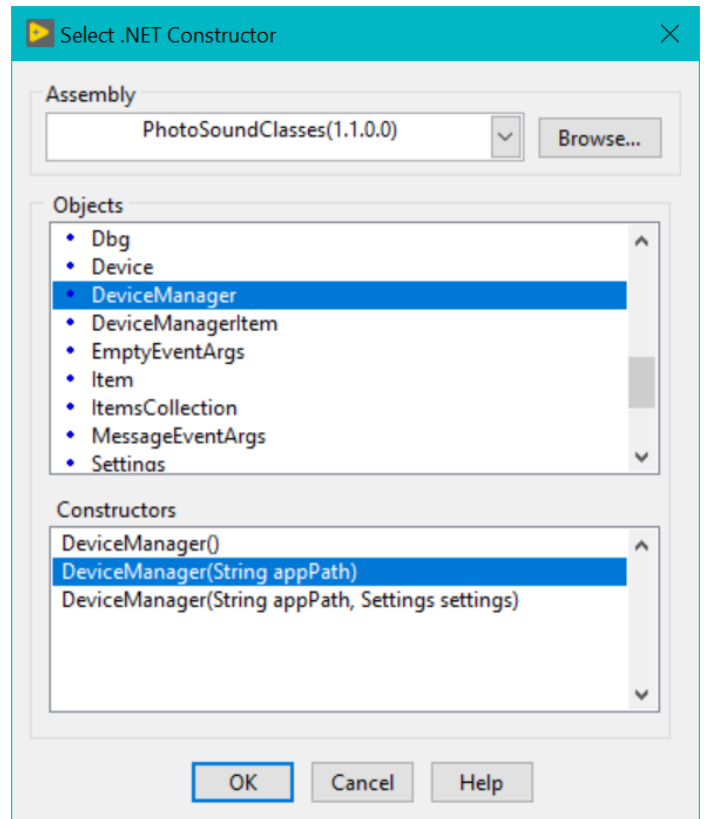 Select .NET Constructor
Assembly
PhotoSoundClasses(1.1.0.0)
Browse...
Objects
Dbg
Device
DeviceManager
DeviceManagerItem
EmptyEventArgs
Item
ItemsCollection
MessageEventArgs
Settings
Constructors
DeviceManager()
DeviceManager(String appPath)
DeviceManager(String appPath, Settings settings)
OK Cancel Help